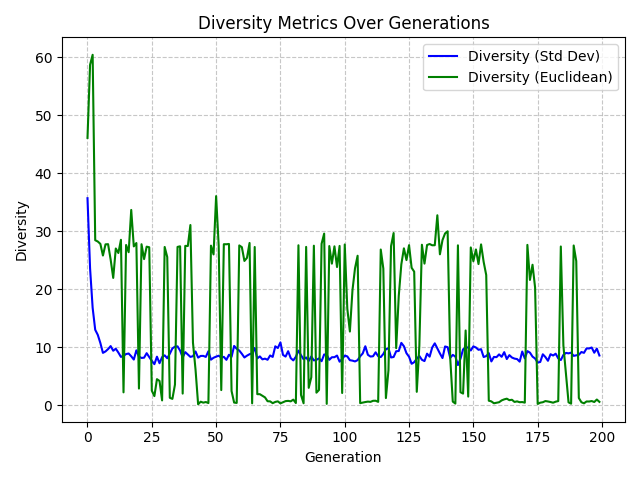 Diversity Metrics Over Generations
Diversity (Std Dev)
Diversity (Euclidean)
Diversity
60
50
40
30
20
10
0
0 25 50 75 100 125 150 175 200
Generation